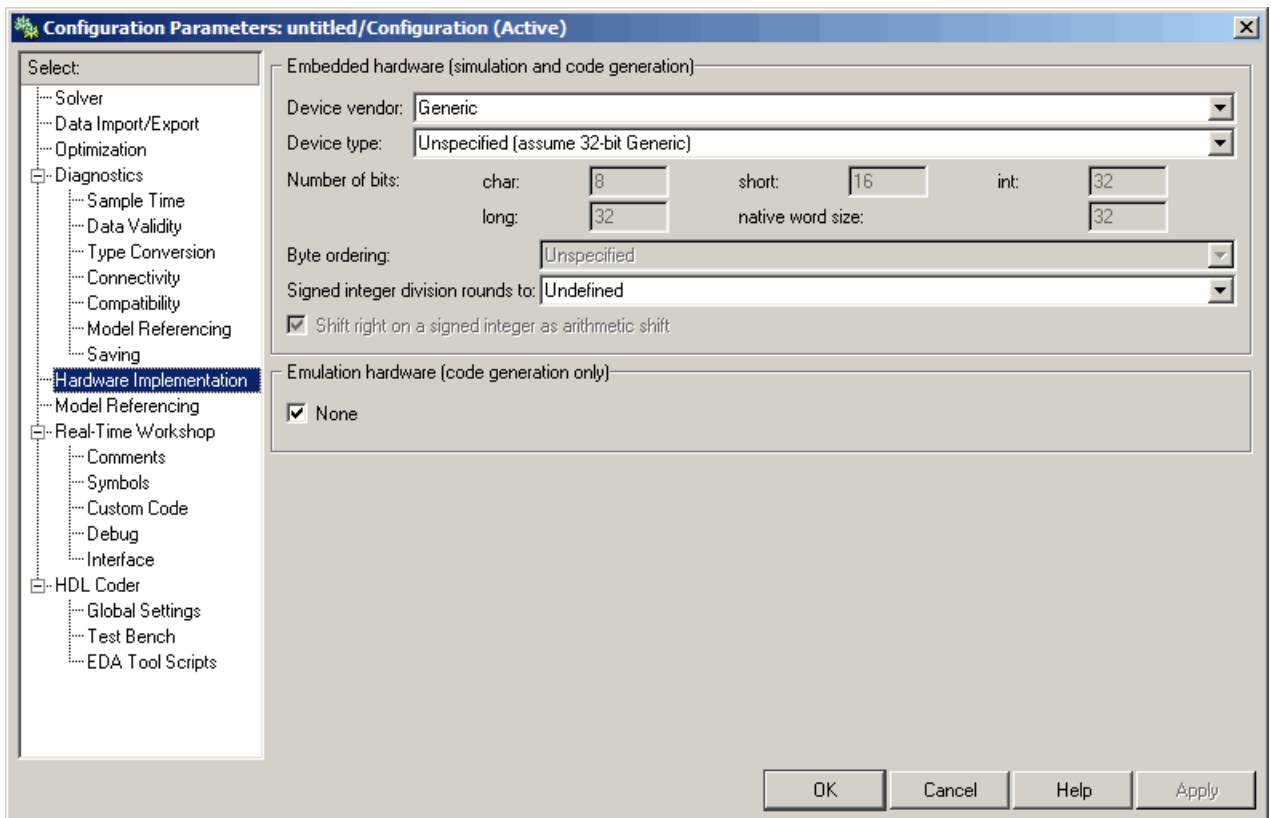 Configuration Parameters: untitled/Configuration (Active)
Select:
Solver
Data Import/Export
Optimization
Diagnostics
Sample Time
Data Validity
Type Conversion
Connectivity
Compatibility
Model Referencing
Saving
Hardware Implementation
Model Referencing
Real-Time Workshop
Comments
Symbols
Custom Code
Debug
Interface
HDL Coder
Global Settings
Test Bench
EDA Tool Scripts
Embedded hardware (simulation and code generation)
Device vendor: Generic
Device type: Unspecified (assume 32-bit Generic)
Number of bits: char: 8 short: 16 int: 32
long: 32 native word size: 32
Byte ordering: Unspecified
Signed integer division rounds to: Undefined
Shift right on a signed integer as arithmetic shift
Emulation hardware (code generation only)
None
OK Cancel Help Apply